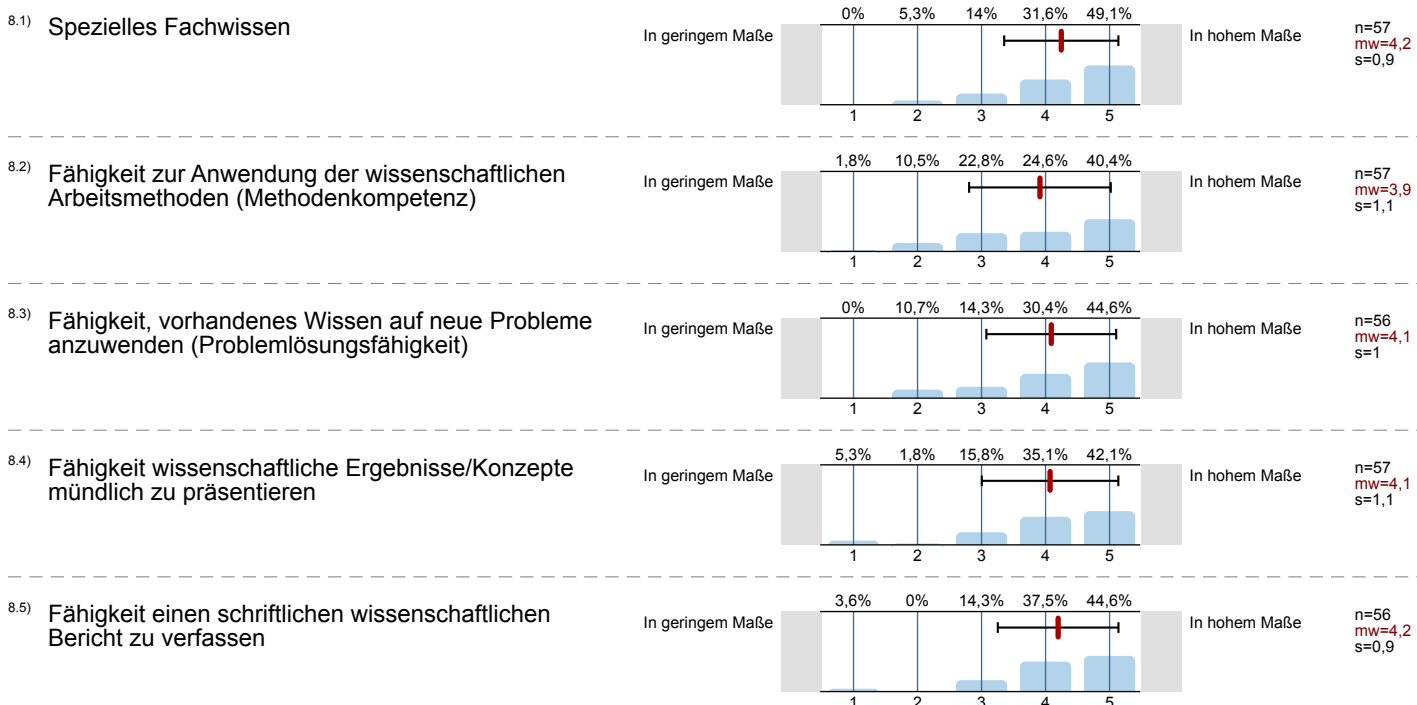 8.1) Spezielles Fachwissen
In geringem Maße
0% 5,3% 14% 31,6% 49,1%
1 2 3 4 5
In hohem Maße
n=57
mw=4,2
s=0,9
8.2) Fähigkeit zur Anwendung der wissenschaftlichen
Arbeitsmethoden (Methodenkompetenz)
In geringem Maße
1,8% 10,5% 22,8% 24,6% 40,4%
1 2 3 4 5
In hohem Maße
n=57
mw=3,9
s=1,1
8.3) Fähigkeit, vorhandenes Wissen auf neue Probleme
anzuwenden (Problemlösungsfähigkeit)
In geringem Maße
0% 10,7% 14,3% 30,4% 44,6%
1 2 3 4 5
In hohem Maße
n=56
mw=4,1
s=1
8.4) Fähigkeit wissenschaftliche Ergebnisse/Konzepte
mündlich zu präsentieren
In geringem Maße
5,3% 1,8% 15,8% 35,1% 42,1%
1 2 3 4 5
In hohem Maße
n=57
mw=4,1
s=1,1
8.5) Fähigkeit einen schriftlichen wissenschaftlichen
Bericht zu verfassen
In geringem Maße
3,6% 0% 14,3% 37,5% 44,6%
1 2 3 4 5
In hohem Maße
n=56
mw=4,2
s=0,9